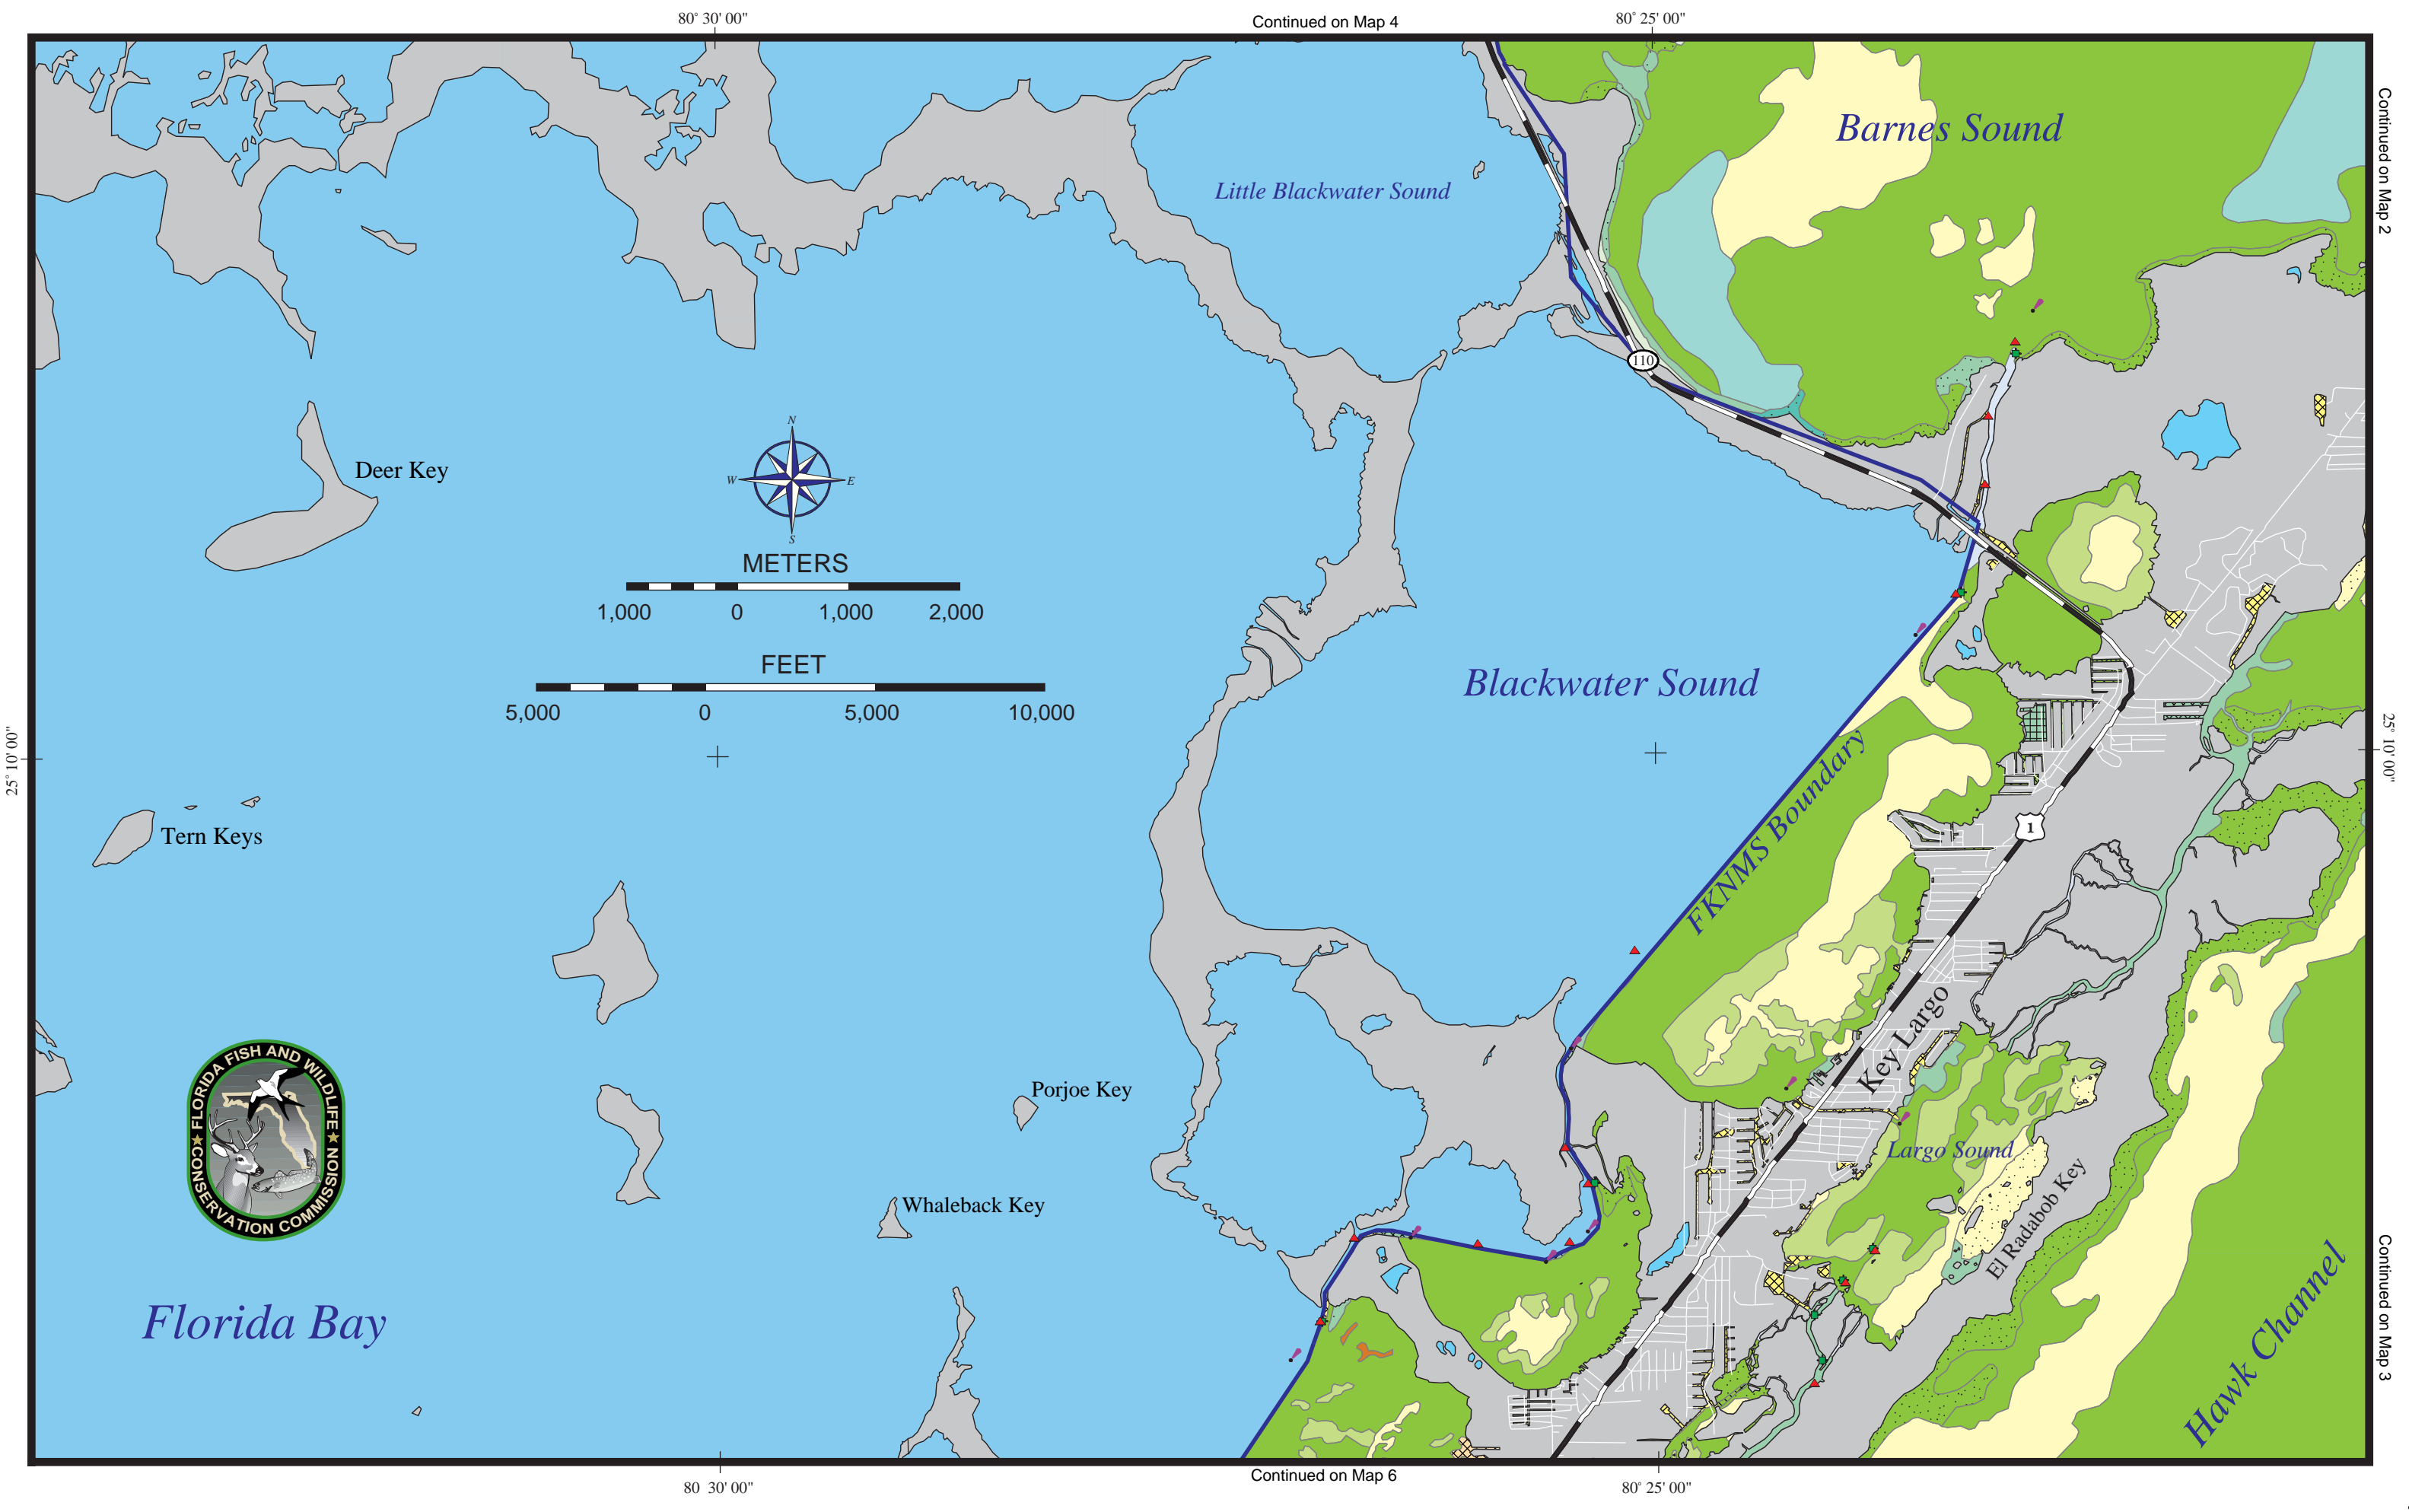 80° 30' 00"
Continued on Map 4
80° 25' 00"
Barnes Sound
Continued on Map 2
Little Blackwater Sound
110
Deer Key
N
W
E
S
METERS
1,000 0 1,000 2,000
FEET
5,000 0 5,000 10,000
Blackwater Sound
25° 10' 00"
25° 10' 00"
FKNMS Boundary
Tern Keys
1
Key Largo
FLORIDA FISH AND WILDLIFE
CONSERVATION COMMISSION
Porjoe Key
Largo Sound
Whaleback Key
El Radabob Key
Florida Bay
Hawk Channel
Continued on Map 3
80 30' 00"
Continued on Map 6
80° 25' 00"